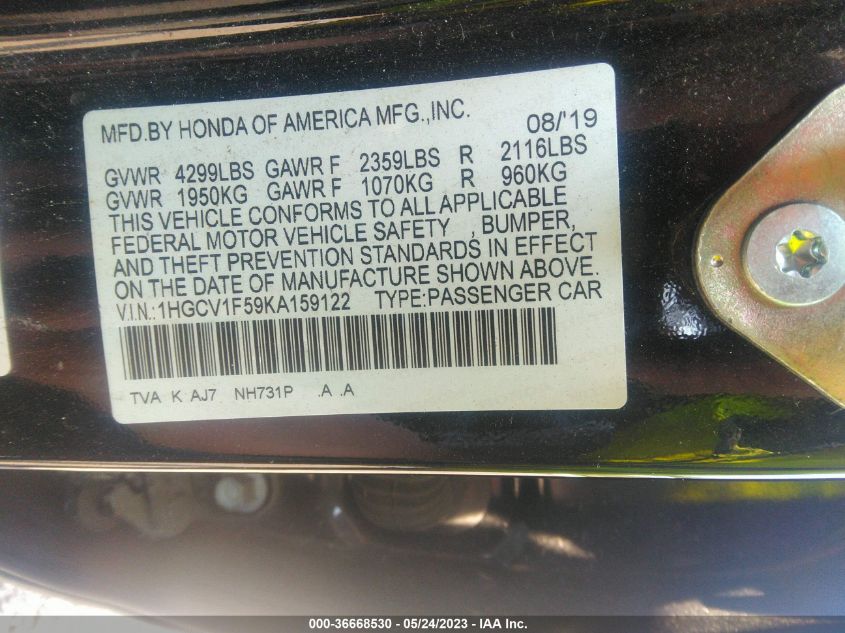 MFD.BY HONDA OF AMERICA MFG.,INC. 08/'19
GVWR 4299LBS GAWR F 2359LBS R 2116LBS
GVWR 1950KG GAWR F 1070KG R 960KG
THIS VEHICLE CONFORMS TO ALL APPLICABLE
FEDERAL MOTOR VEHICLE SAFETY , BUMPER,
AND THEFT PREVENTION STANDARDS IN EFFECT
ON THE DATE OF MANUFACTURE SHOWN ABOVE.
V.I.N.:1HGCV1F59KA159122 TYPE:PASSENGER CAR
TVA K AJ7 NH731P .A .A
000-36668530 - 05/24/2023 - IAA Inc.